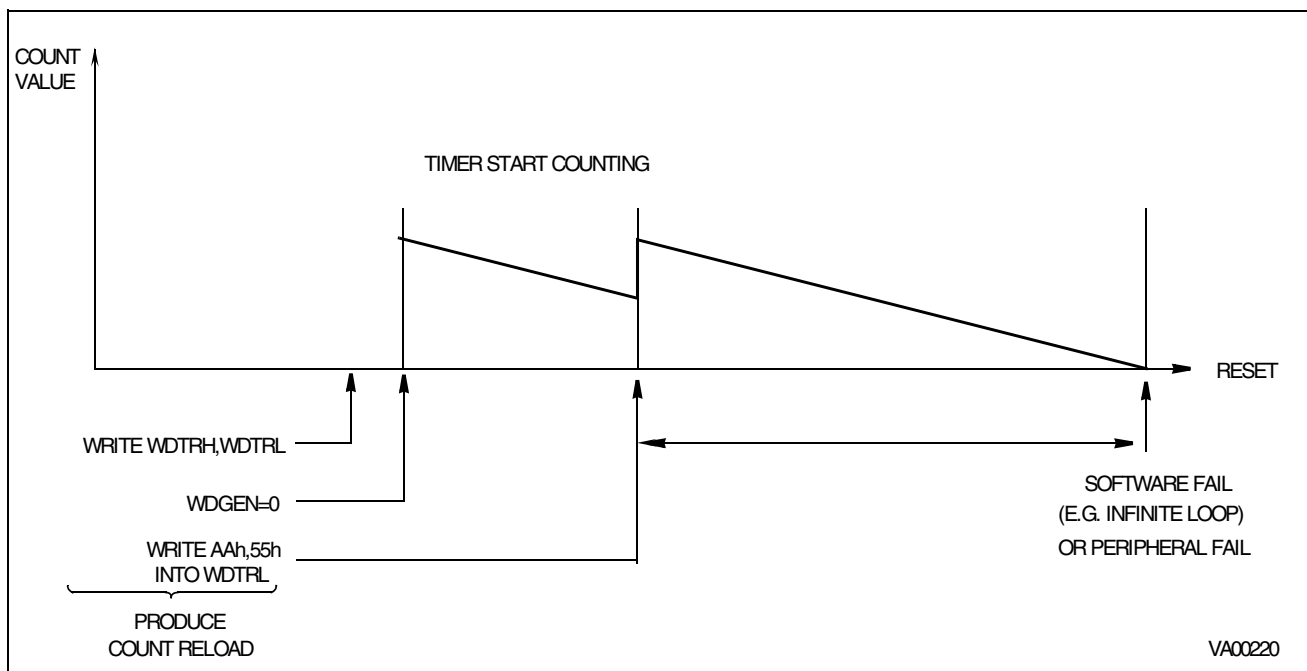 COUNT
VALUE
TIMER START COUNTING
RESET
WRITE WDTRH,WDTRL
WDGEN=0
WRITE AAh,55h
INTO WDTRL
PRODUCE
COUNT RELOAD
SOFTWARE FAIL
(E.G. INFINITE LOOP)
OR PERIPHERAL FAIL
VA00220